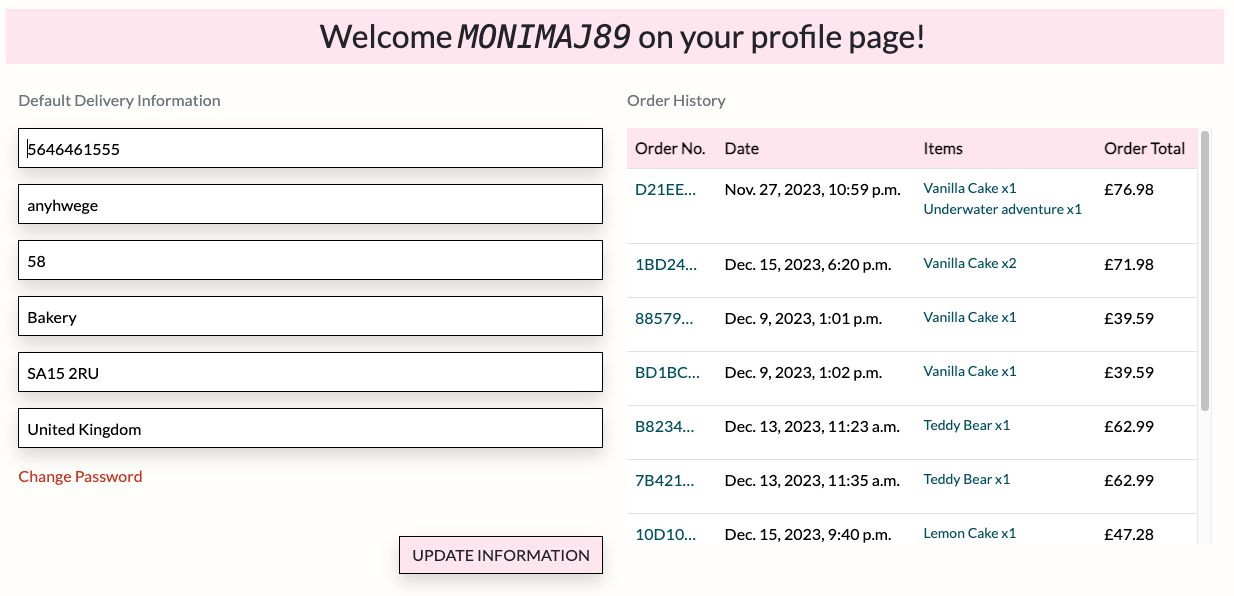 Welcome MONIMAJ89 on your profile page!
Default Delivery Information
5646461555
anyhwege
58
Bakery
SA15 2RU
United Kingdom
Change Password
UPDATE INFORMATION
Order History
Order No. Date Items Order Total
D21EE... Nov. 27, 2023, 10:59 p.m. Vanilla Cake x1 £76.98
Underwater adventure x1
1BD24... Dec. 15, 2023, 6:20 p.m. Vanilla Cake x2 £71.98
88579... Dec. 9, 2023, 1:01 p.m. Vanilla Cake x1 £39.59
BD1BC... Dec. 9, 2023, 1:02 p.m. Vanilla Cake x1 £39.59
B8234... Dec. 13, 2023, 11:23 a.m. Teddy Bear x1 £62.99
7B421... Dec. 13, 2023, 11:35 a.m. Teddy Bear x1 £62.99
10D10... Dec. 15, 2023, 9:40 p.m. Lemon Cake x1 £47.28